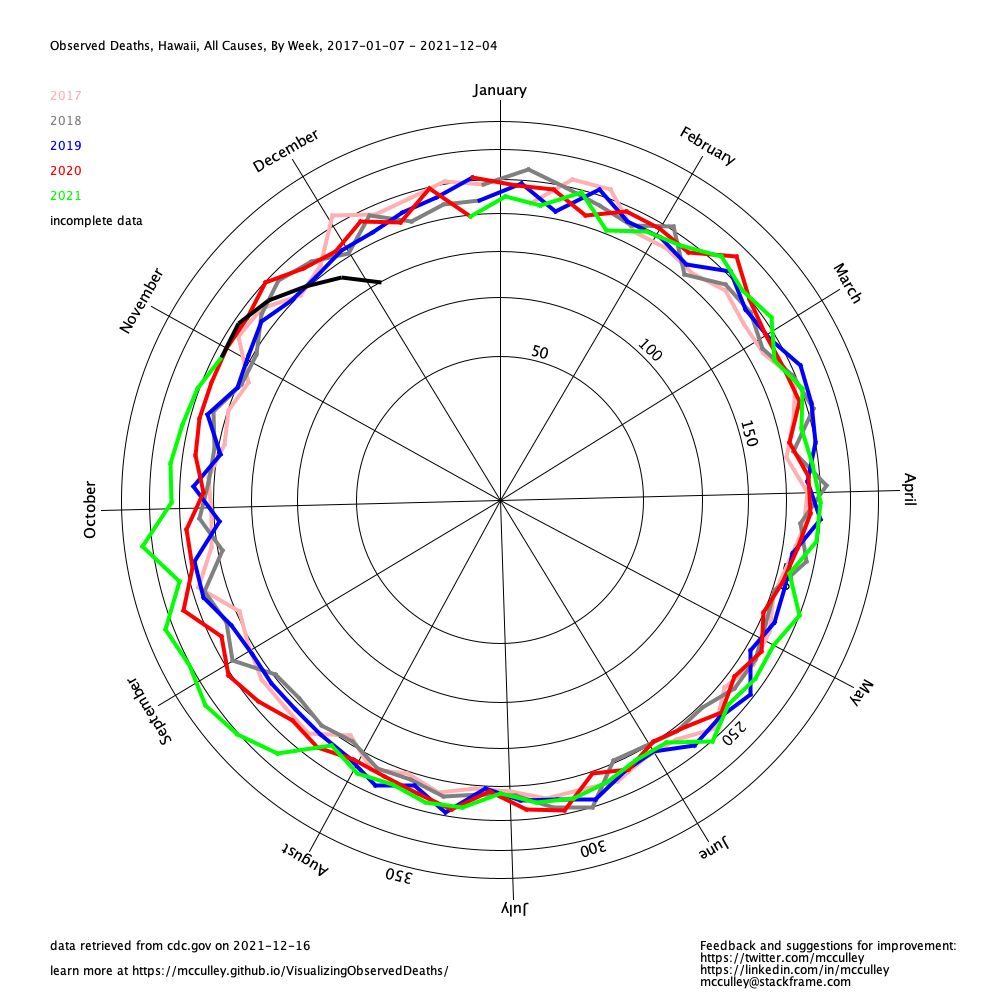 Observed Deaths, Hawaii, All Causes, By Week, 2017-01-07 - 2021-12-04
2017
2018
2019
2020
2021
incomplete data
January
February
March
April
May
June
July
August
September
October
November
December
50
100
150
250
300
350
data retrieved from cdc.gov on 2021-12-16
learn more at https://mcculley.github.io/VisualizingObservedDeaths/
Feedback and suggestions for improvement:
https://twitter.com/mcculley
https://linkedin.com/in/mcculley
mcculley@stackframe.com